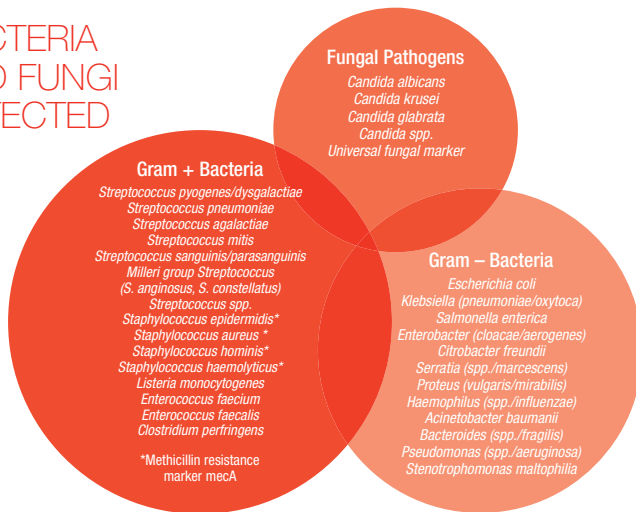 CTERIA
D FUNGI
TECTED
Fungal Pathogens
Candida albicans
Candida krusei
Candida glabrata
Candida spp.
Universal fungal marker
Gram + Bacteria
Streptococcus pyogenes/dysgalactiae
Streptococcus pneumoniae
Streptococcus agalactiae
Streptococcus mitis
Streptococcus sanguinis/parasanguinis
Milleri group Streptococcus
(S. anginosus, S. constellatus)
Streptococcus spp.
Staphylococcus epidermidis*
Staphylococcus aureus *
Staphylococcus hominis*
Staphylococcus haemolyticus*
Listeria monocytogenes
Enterococcus faecium
Enterococcus faecalis
Clostridium perfringens
*Methicillin resistance
marker mecA
Gram – Bacteria
Escherichia coli
Klebsiella (pneumoniae/oxytoca)
Salmonella enterica
Enterobacter (cloacae/aerogenes)
Citrobacter freundii
Serratia (spp./marcescens)
Proteus (vulgaris/mirabilis)
Haemophilus (spp./influenzae)
Acinetobacter baumanii
Bacteroides (spp./fragilis)
Pseudomonas (spp./aeruginosa)
Stenotrophomonas maltophilia